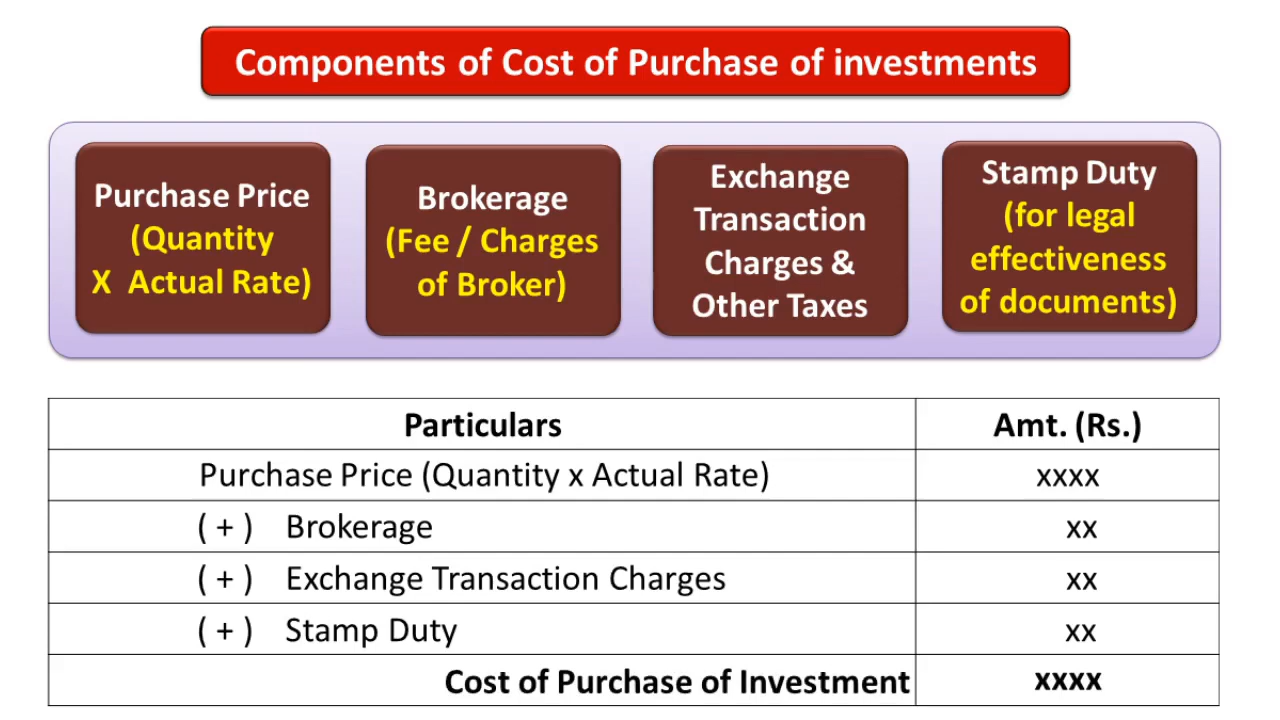 Components of Cost of Purchase of investments
Purchase Price
(Quantity
X Actual Rate)
Brokerage
(Fee / Charges
of Broker)
Exchange
Transaction
Charges &
Other Taxes
Stamp Duty
(for legal
effectiveness
of documents)
Particulars Amt. (Rs.)
Purchase Price (Quantity x Actual Rate) xxxx
( + ) Brokerage xx
( + ) Exchange Transaction Charges xx
( + ) Stamp Duty xx
Cost of Purchase of Investment xxxx